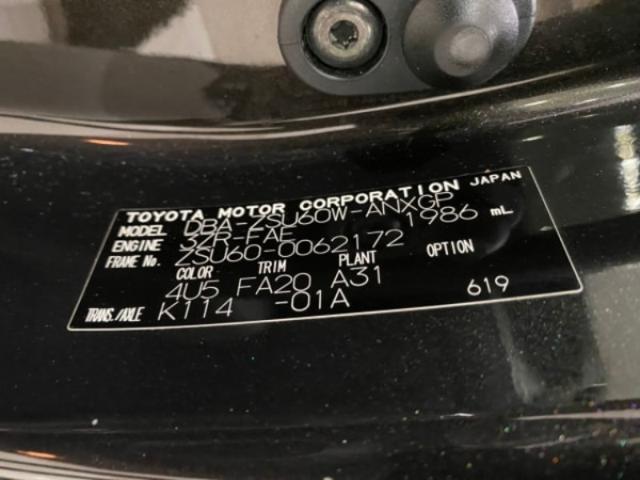 TOYOTA MOTOR CORPORATION JAPAN
MODEL DBA-ZSU60W-ANXGP
ENGINE 3ZR-FAE 1986 mL
FRAME No. ZSU60-0062172
COLOR TRIM PLANT OPTION
4U5 FA20 A31
TRANS./AXLE K114 -01A 619